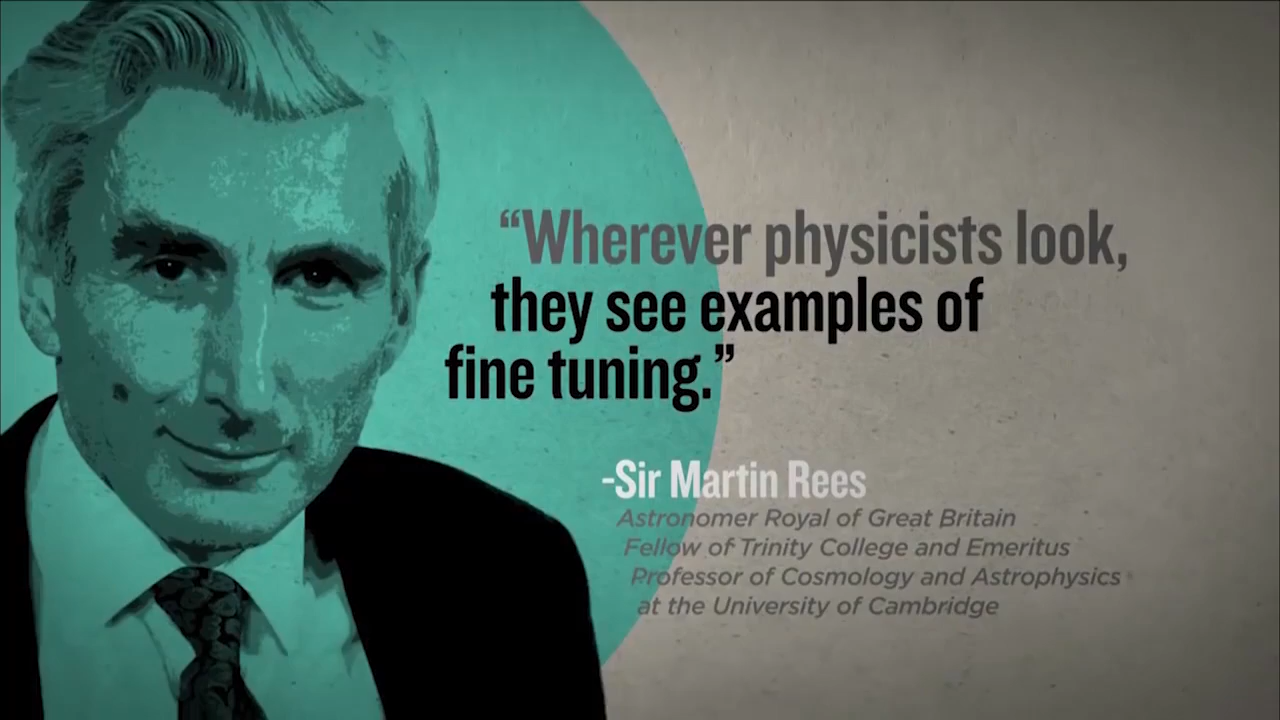 “Wherever physicists look,
they see examples of
fine tuning.”
-Sir Martin Rees
Astronomer Royal of Great Britain
Fellow of Trinity College and Emeritus
Professor of Cosmology and Astrophysics
at the University of Cambridge